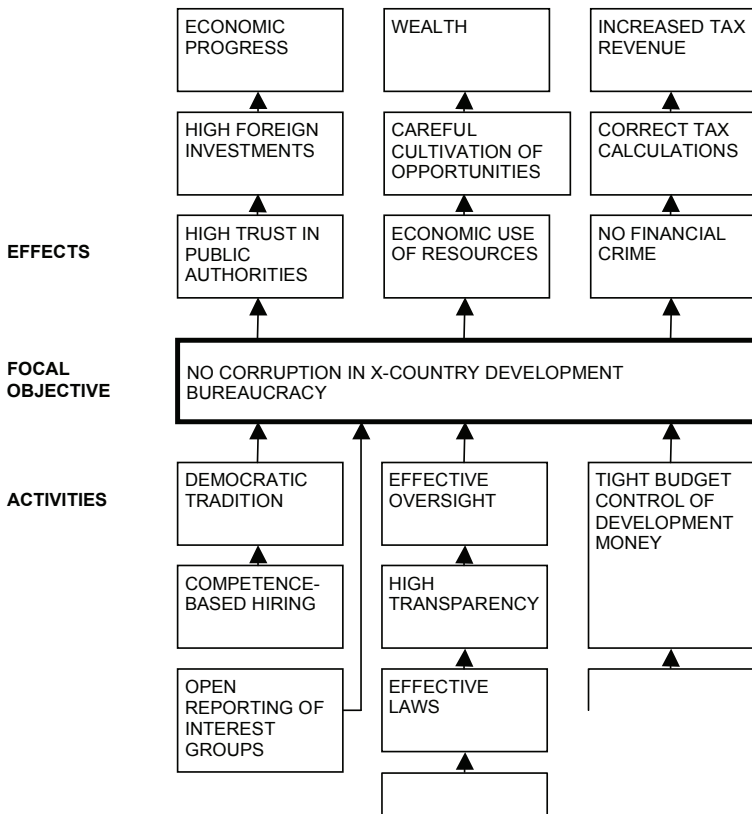 ECONOMIC
PROGRESS
WEALTH
INCREASED TAX
REVENUE
HIGH FOREIGN
INVESTMENTS
CAREFUL
CULTIVATION OF
OPPORTUNITIES
CORRECT TAX
CALCULATIONS
EFFECTS
HIGH TRUST IN
PUBLIC
AUTHORITIES
ECONOMIC USE
OF RESOURCES
NO FINANCIAL
CRIME
FOCAL
OBJECTIVE
NO CORRUPTION IN X-COUNTRY DEVELOPMENT
BUREAUCRACY
ACTIVITIES
DEMOCRATIC
TRADITION
EFFECTIVE
OVERSIGHT
TIGHT BUDGET
CONTROL OF
DEVELOPMENT
MONEY
COMPETENCE-
BASED HIRING
HIGH
TRANSPARENCY
OPEN
REPORTING OF
INTEREST
GROUPS
EFFECTIVE
LAWS